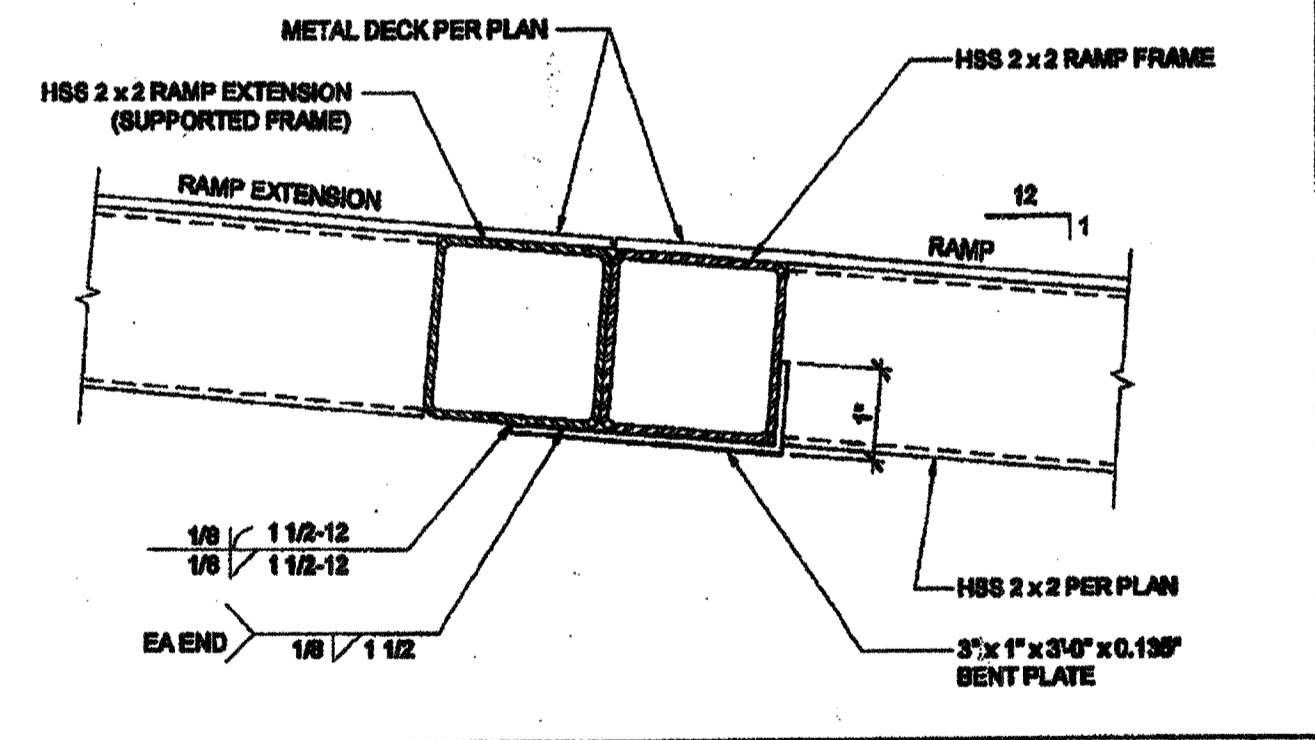 METAL DECK PER PLAN
HSS 2 x 2 RAMP FRAME
HSS 2 x 2 RAMP EXTENSION
(SUPPORTED FRAME)
RAMP EXTENSION
12
1
RAMP
1"
1/8 1 1/2-12
1/8 1 1/2-12
HSS 2 x 2 PER PLAN
EA END 1/8 1 1/2
3" x 1" x 3'-0" x 0.135"
BENT PLATE